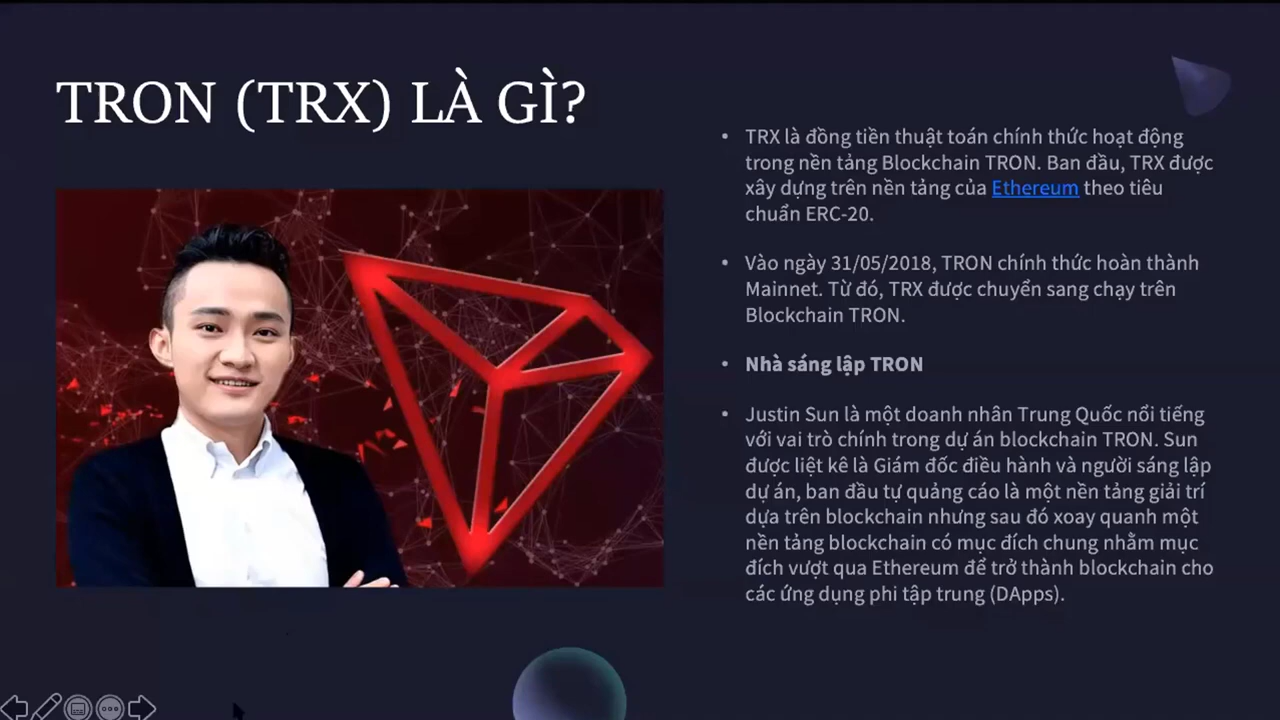 TRON (TRX) LÀ GÌ?
• TRX là đồng tiền thuật toán chính thức hoạt động
trong nền tảng Blockchain TRON. Ban đầu, TRX được
xây dựng trên nền tảng của Ethereum theo tiêu
chuẩn ERC-20.
• Vào ngày 31/05/2018, TRON chính thức hoàn thành
Mainnet. Từ đó, TRX được chuyển sang chạy trên
Blockchain TRON.
• Nhà sáng lập TRON
• Justin Sun là một doanh nhân Trung Quốc nổi tiếng
với vai trò chính trong dự án blockchain TRON. Sun
được liệt kê là Giám đốc điều hành và người sáng lập
dự án, ban đầu tự quảng cáo là một nền tảng giải trí
dựa trên blockchain nhưng sau đó xoay quanh một
nền tảng blockchain có mục đích chung nhằm mục
đích vượt qua Ethereum để trở thành blockchain cho
các ứng dụng phi tập trung (DApps).